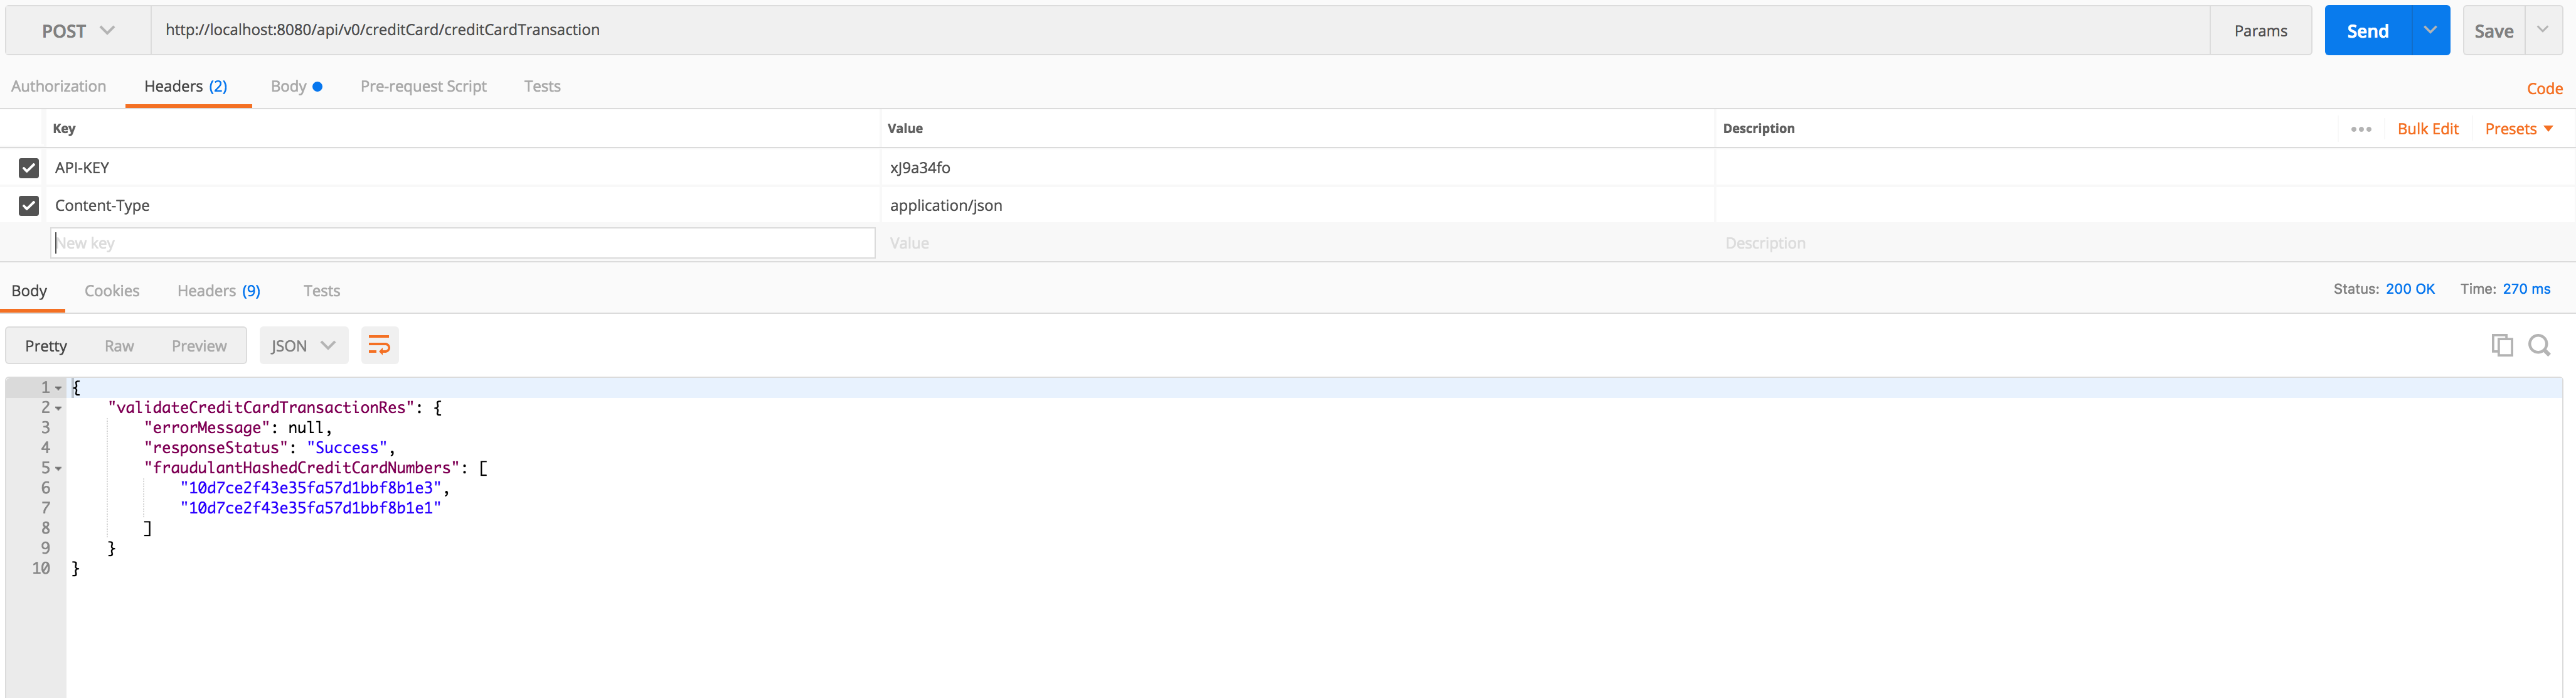 POST http://localhost:8080/api/v0/creditCard/creditCardTransaction Params Send Save
Authorization Headers (2) Body Pre-request Script Tests Code
Key Value Description Bulk Edit Presets
API-KEY xJ9a34fo
Content-Type application/json
New key Value Description
Body Cookies Headers (9) Tests Status: 200 OK Time: 270 ms
Pretty Raw Preview JSON
1 {
2 "validateCreditCardTransactionRes": {
3 "errorMessage": null,
4 "responseStatus": "Success",
5 "fraudulantHashedCreditCardNumbers": [
6 "10d7ce2f43e35fa57d1bbf8b1e3",
7 "10d7ce2f43e35fa57d1bbf8b1e1"
8 ]
9 }
10 }